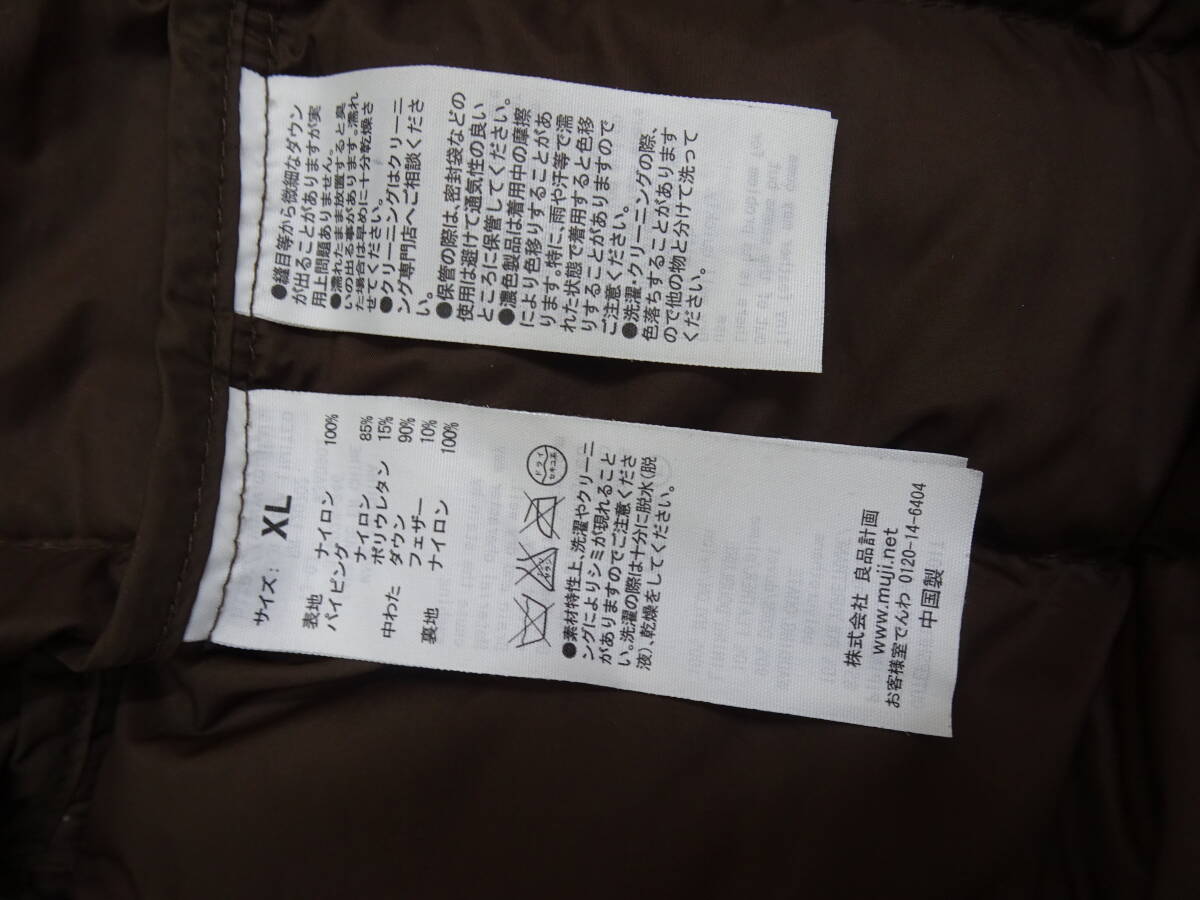 ●縫目等から微細なダウン
が出ることがありますが実
用上問題ありません。
●濡れたまま放置すると臭
いの出る事があります。濡れ
た場合は早めに十分乾燥さ
せてください。
●クリーニングはクリーニ
ング専門店へご相談くださ
い。
●保管の際は、密封袋などの
使用は避けて通気性の良い
ところに保管してください。
●濃色製品は着用中の摩擦
により色移りすることがあ
ります。特に、雨や汗等で濡
れた状態で着用すると色移
りすることがありますので
ご注意ください。
●洗濯・クリーニングの際、
色落ちすることがあります
ので他の物と分けて洗って
ください。
サイズ: XL
表地 ナイロン 100%
パイピング
ナイロン 85%
ポリウレタン 15%
中わた ダウン 90%
フェザー 10%
裏地 ナイロン 100%
エンソ
サラシ
ドライ
セキユ系
●素材特性上、洗濯やクリーニ
ングによりシミが現れること
がありますのでご注意くださ
い。洗濯の際は十分に脱水(脱
液)、乾燥をしてください。
株式会社 良品計画
www.muji.net
お客様室でんわ 0120-14-6404
中国製